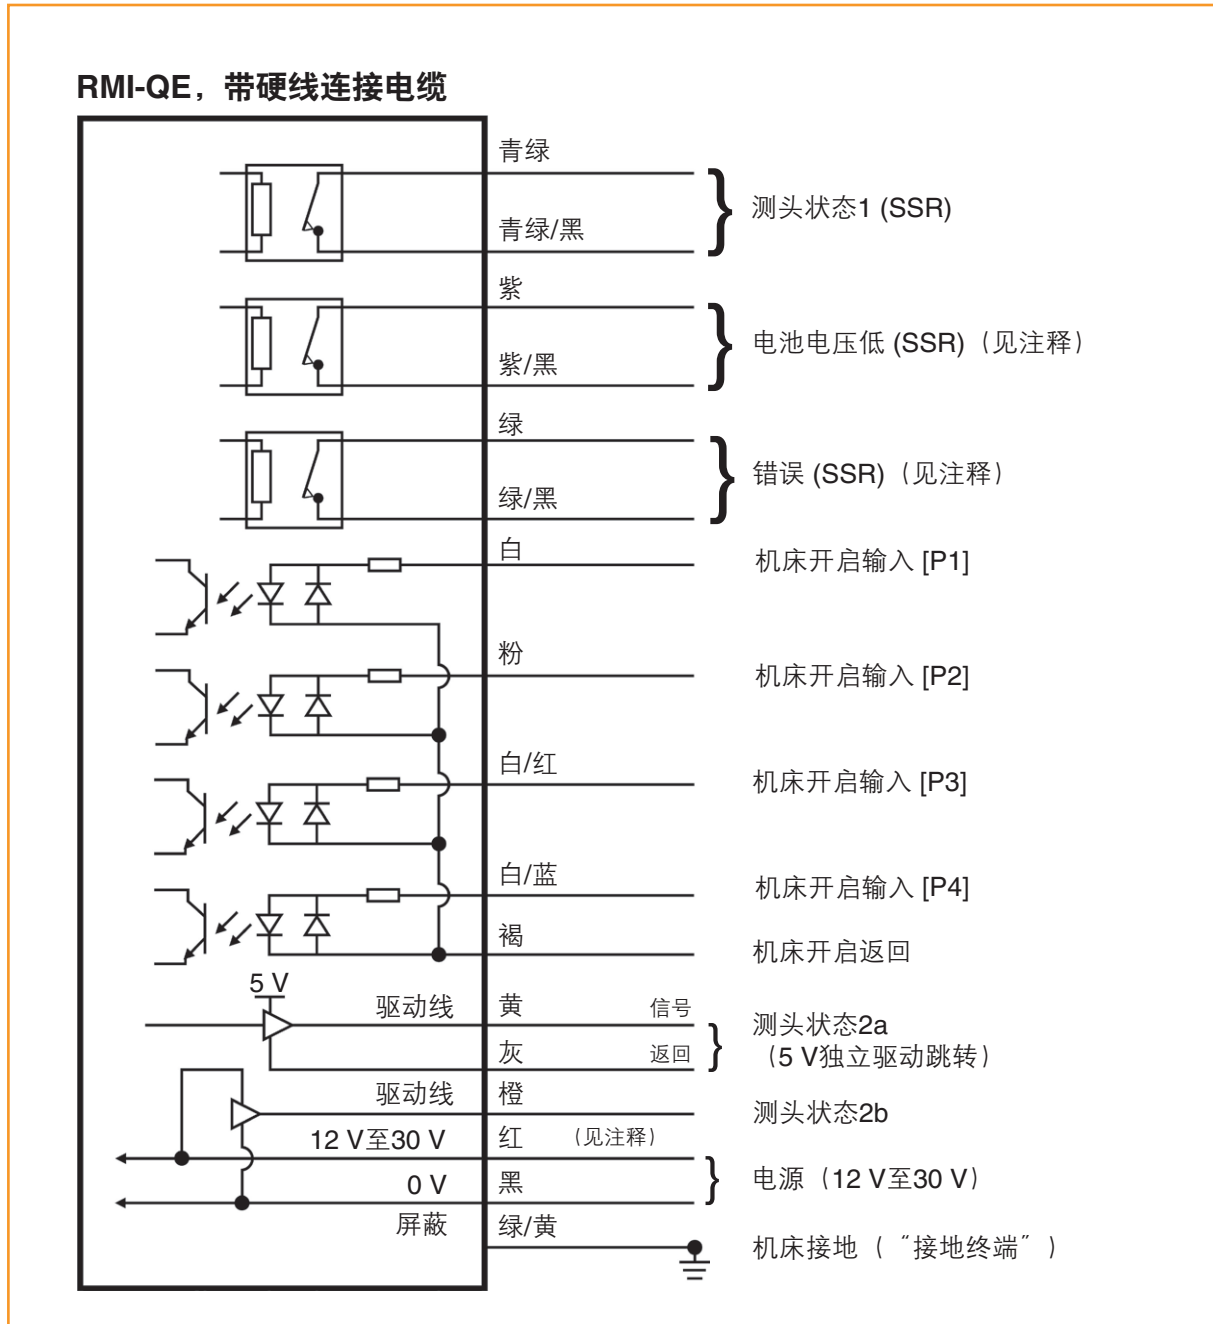 RMI-QE，带硬线连接电缆
青绿
青绿/黑
测头状态1 (SSR)
紫
紫/黑
电池电压低 (SSR)（见注释）
绿
绿/黑
错误 (SSR)（见注释）
白
机床开启输入 [P1]
粉
机床开启输入 [P2]
白/红
机床开启输入 [P3]
白/蓝
机床开启输入 [P4]
褐
机床开启返回
5 V
驱动线
黄
信号
灰
返回
测头状态2a
（5 V独立驱动跳转）
驱动线
橙
测头状态2b
12 V至30 V
红
（见注释）
0 V
黑
电源（12 V至30 V）
屏蔽
绿/黄
机床接地（“接地终端”）